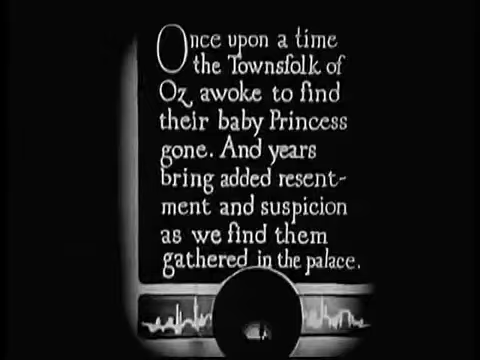 Once upon a time
the Townsfolk of
Oz awoke to find
their baby Princess
gone. And years
bring added resent-
ment and suspicion
as we find them
gathered in the palace.